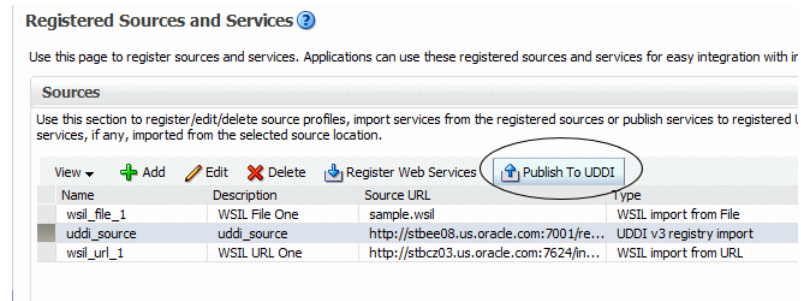 Registered Sources and Services
Use this page to register sources and services. Applications can use these registered sources and services for easy integration with
Sources
Use this section to register/edit/delete source profiles, import services from the registered sources or publish services to registered
services, if any, imported from the selected source location.
View Add Edit Delete Register Web Services Publish To UDDI
Name Description Source URL Type
wsil_file_1 WSIL File One sample.wsil WSIL import from File
uddi_source uddi_source http://stbee08.us.oracle.com:7001/re... UDDI v3 registry import
wsil_url_1 WSIL URL One http://stbcz03.us.oracle.com:7624/in... WSIL import from URL